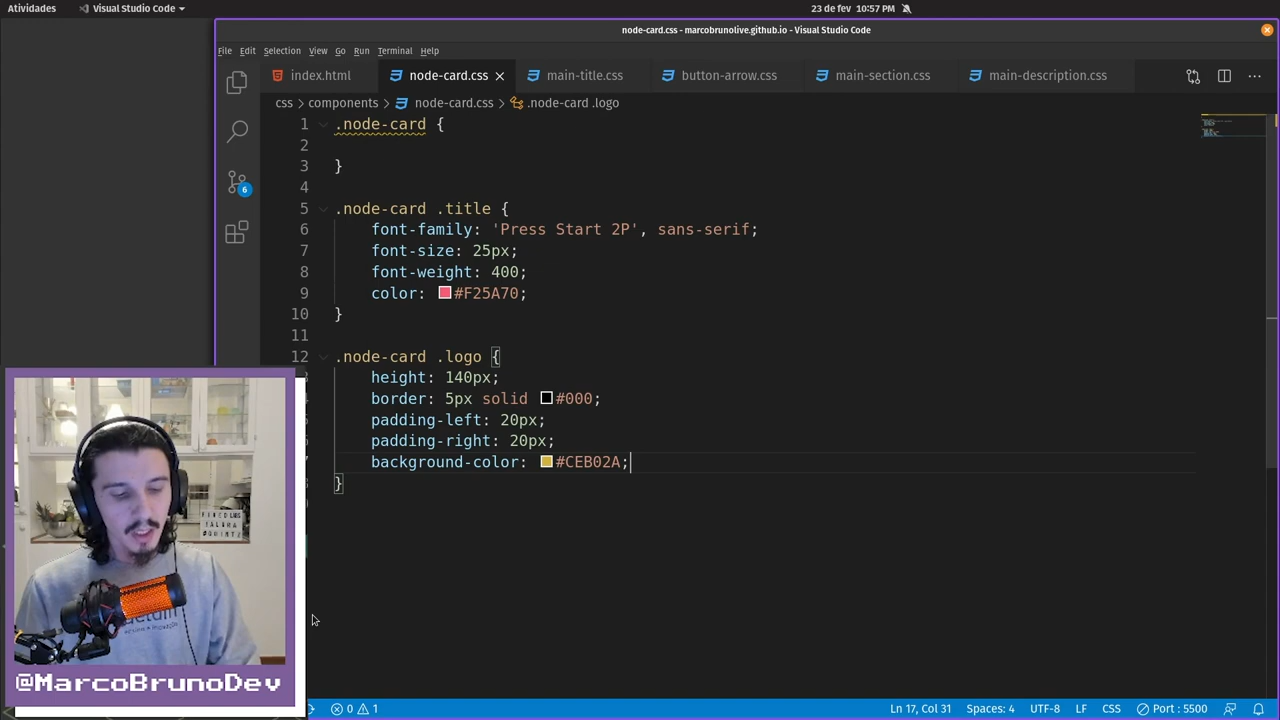 Atividades
Visual Studio Code
23 de fev 10:57 PM
node-card.css - marcobrunolive.github.io - Visual Studio Code
File Edit Selection View Go Run Terminal Help
index.html
node-card.css
main-title.css
button-arrow.css
main-section.css
main-description.css
css > components > node-card.css > .node-card .logo
1 .node-card {
2
3 }
4
5 .node-card .title {
6 font-family: 'Press Start 2P', sans-serif;
7 font-size: 25px;
8 font-weight: 400;
9 color: #F25A70;
10 }
11
12 .node-card .logo {
height: 140px;
border: 5px solid #000;
padding-left: 20px;
padding-right: 20px;
background-color: #CEB02A;
}
6
@MarcoBrunoDev
0 1
Ln 17, Col 31
Spaces: 4
UTF-8
LF
CSS
Port : 5500